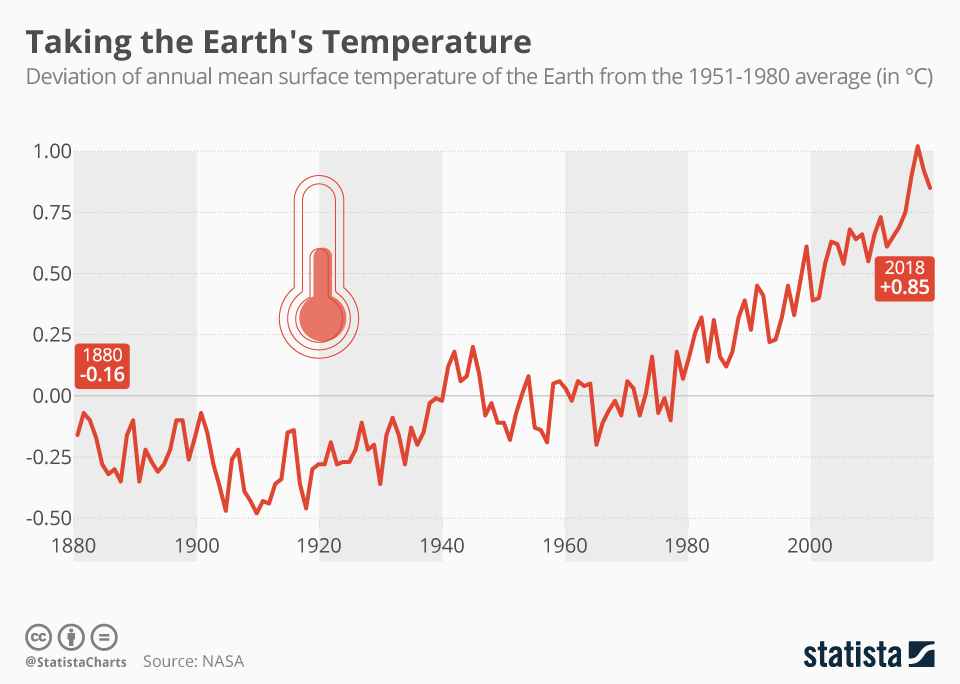 Taking the Earth's Temperature
Deviation of annual mean surface temperature of the Earth from the 1951-1980 average (in °C)
1.00
0.75
0.50
2018
+0.85
0.25
1880
-0.16
0.00
-0.25
-0.50
1880 1900 1920 1940 1960 1980 2000
cc
@StatistaCharts Source: NASA
statista